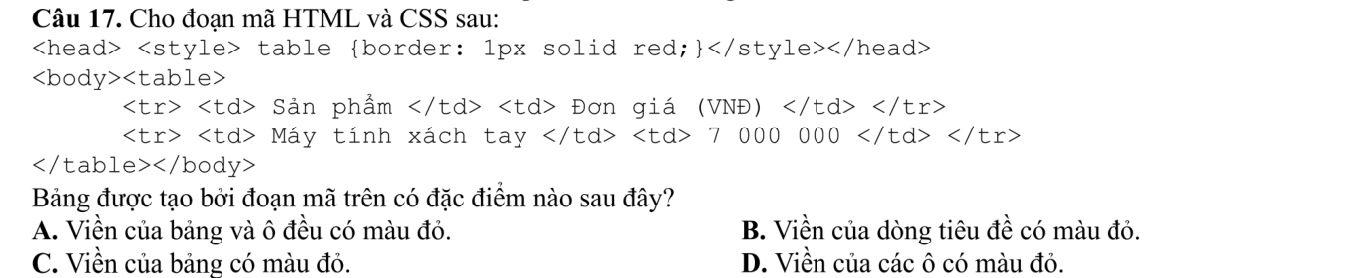 Câu 17. Cho đoạn mã HTML và CSS sau:
<head> <style> table {border: 1px solid red;}</style></head>
<body><table>
<tr> <td> Sản phẩm </td> <td> Đơn giá (VNĐ) </td> </tr>
<tr> <td> Máy tính xách tay </td> <td> 7 000 000 </td> </tr>
</table></body>
Bảng được tạo bởi đoạn mã trên có đặc điểm nào sau đây?
A. Viền của bảng và ô đều có màu đỏ. B. Viền của dòng tiêu đề có màu đỏ.
C. Viền của bảng có màu đỏ. D. Viền của các ô có màu đỏ.